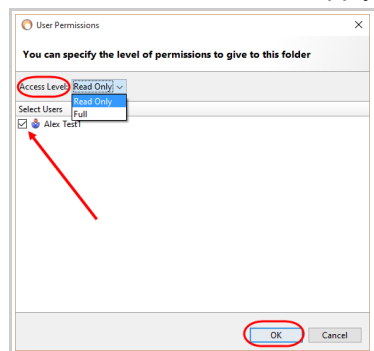 User Permissions
You can specify the level of permissions to give to this folder
Access Level: Read Only
Read Only
Full
Select Users
Alex Test1
OK Cancel